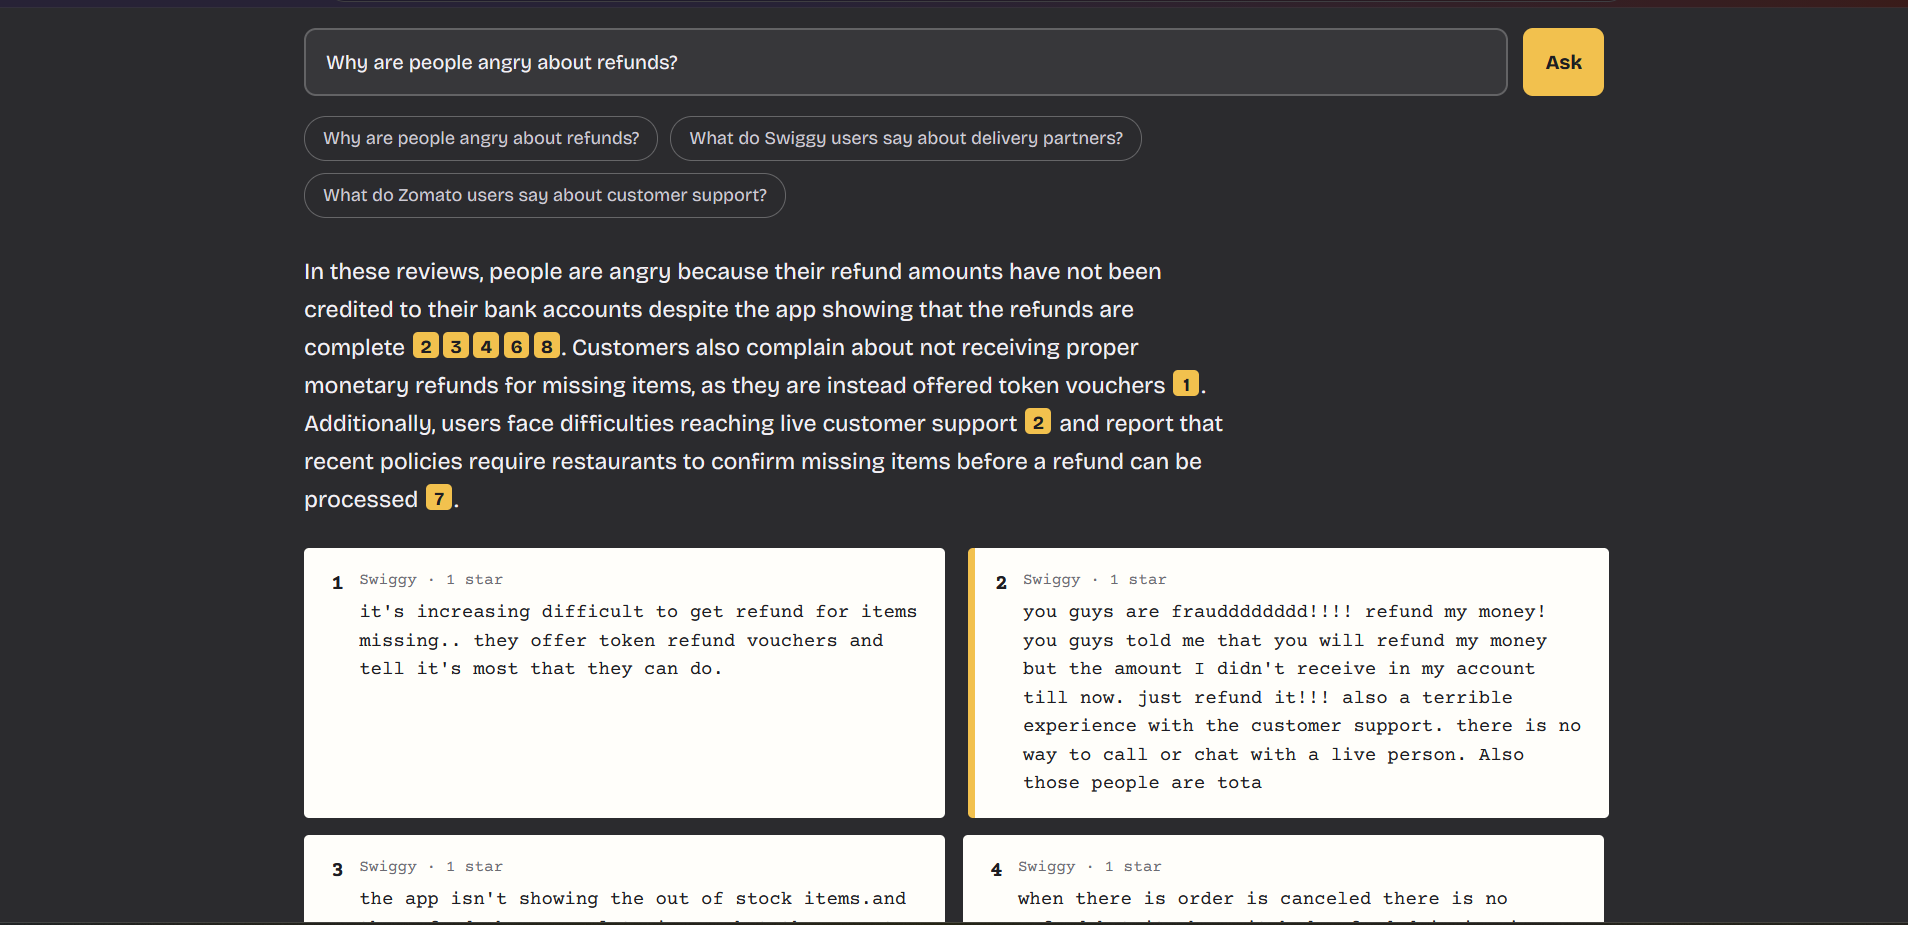 Why are people angry about refunds?
Ask
Why are people angry about refunds?
What do Swiggy users say about delivery partners?
What do Zomato users say about customer support?
In these reviews, people are angry because their refund amounts have not been
credited to their bank accounts despite the app showing that the refunds are
complete 2 3 4 6 8. Customers also complain about not receiving proper
monetary refunds for missing items, as they are instead offered token vouchers 1.
Additionally, users face difficulties reaching live customer support 2 and report that
recent policies require restaurants to confirm missing items before a refund can be
processed 7.
1 Swiggy · 1 star
it's increasing difficult to get refund for items
missing.. they offer token refund vouchers and
tell it's most that they can do.
2 Swiggy · 1 star
you guys are fraudddddddd!!!! refund my money!
you guys told me that you will refund my money
but the amount I didn't receive in my account
till now. just refund it!!! also a terrible
experience with the customer support. there is no
way to call or chat with a live person. Also
those people are tota
3 Swiggy · 1 star
the app isn't showing the out of stock items.and
4 Swiggy · 1 star
when there is order is canceled there is no